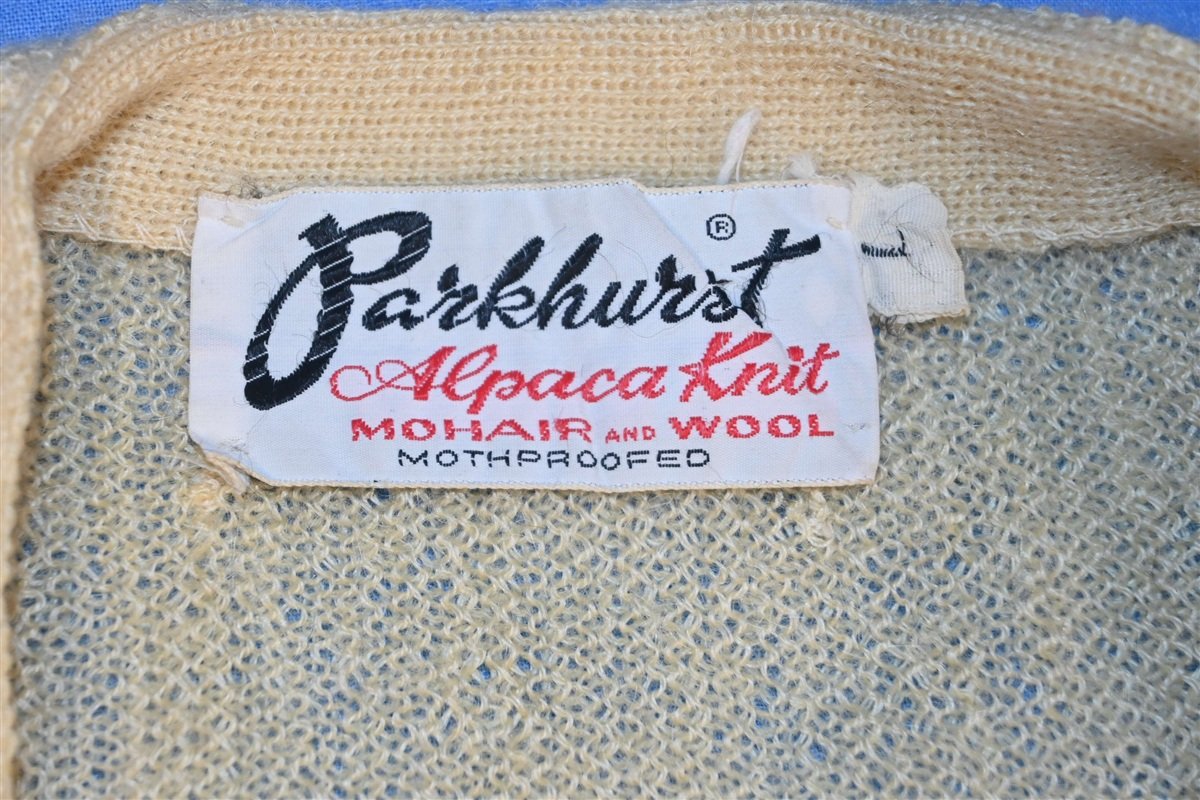 Parkhurst ®
Alpaca Knit
MOHAIR AND WOOL
MOTHPROOFED
L